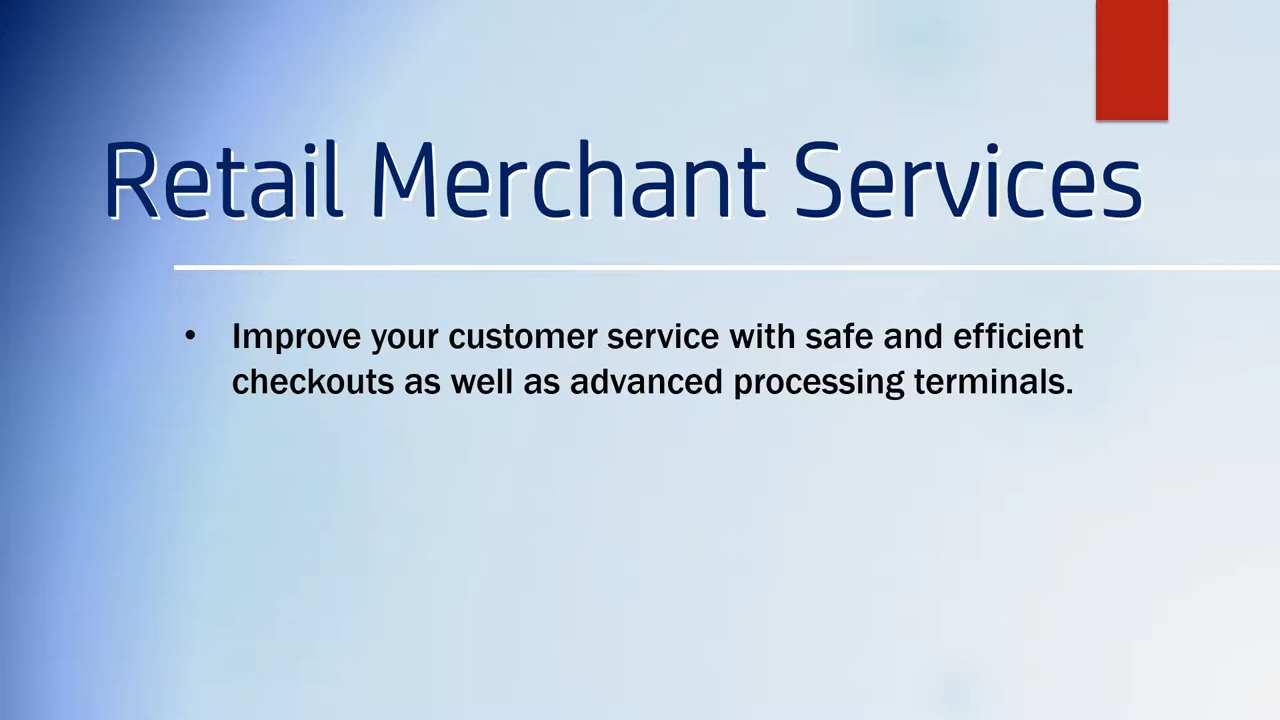 Retail Merchant Services
• Improve your customer service with safe and efficient
checkouts as well as advanced processing terminals.